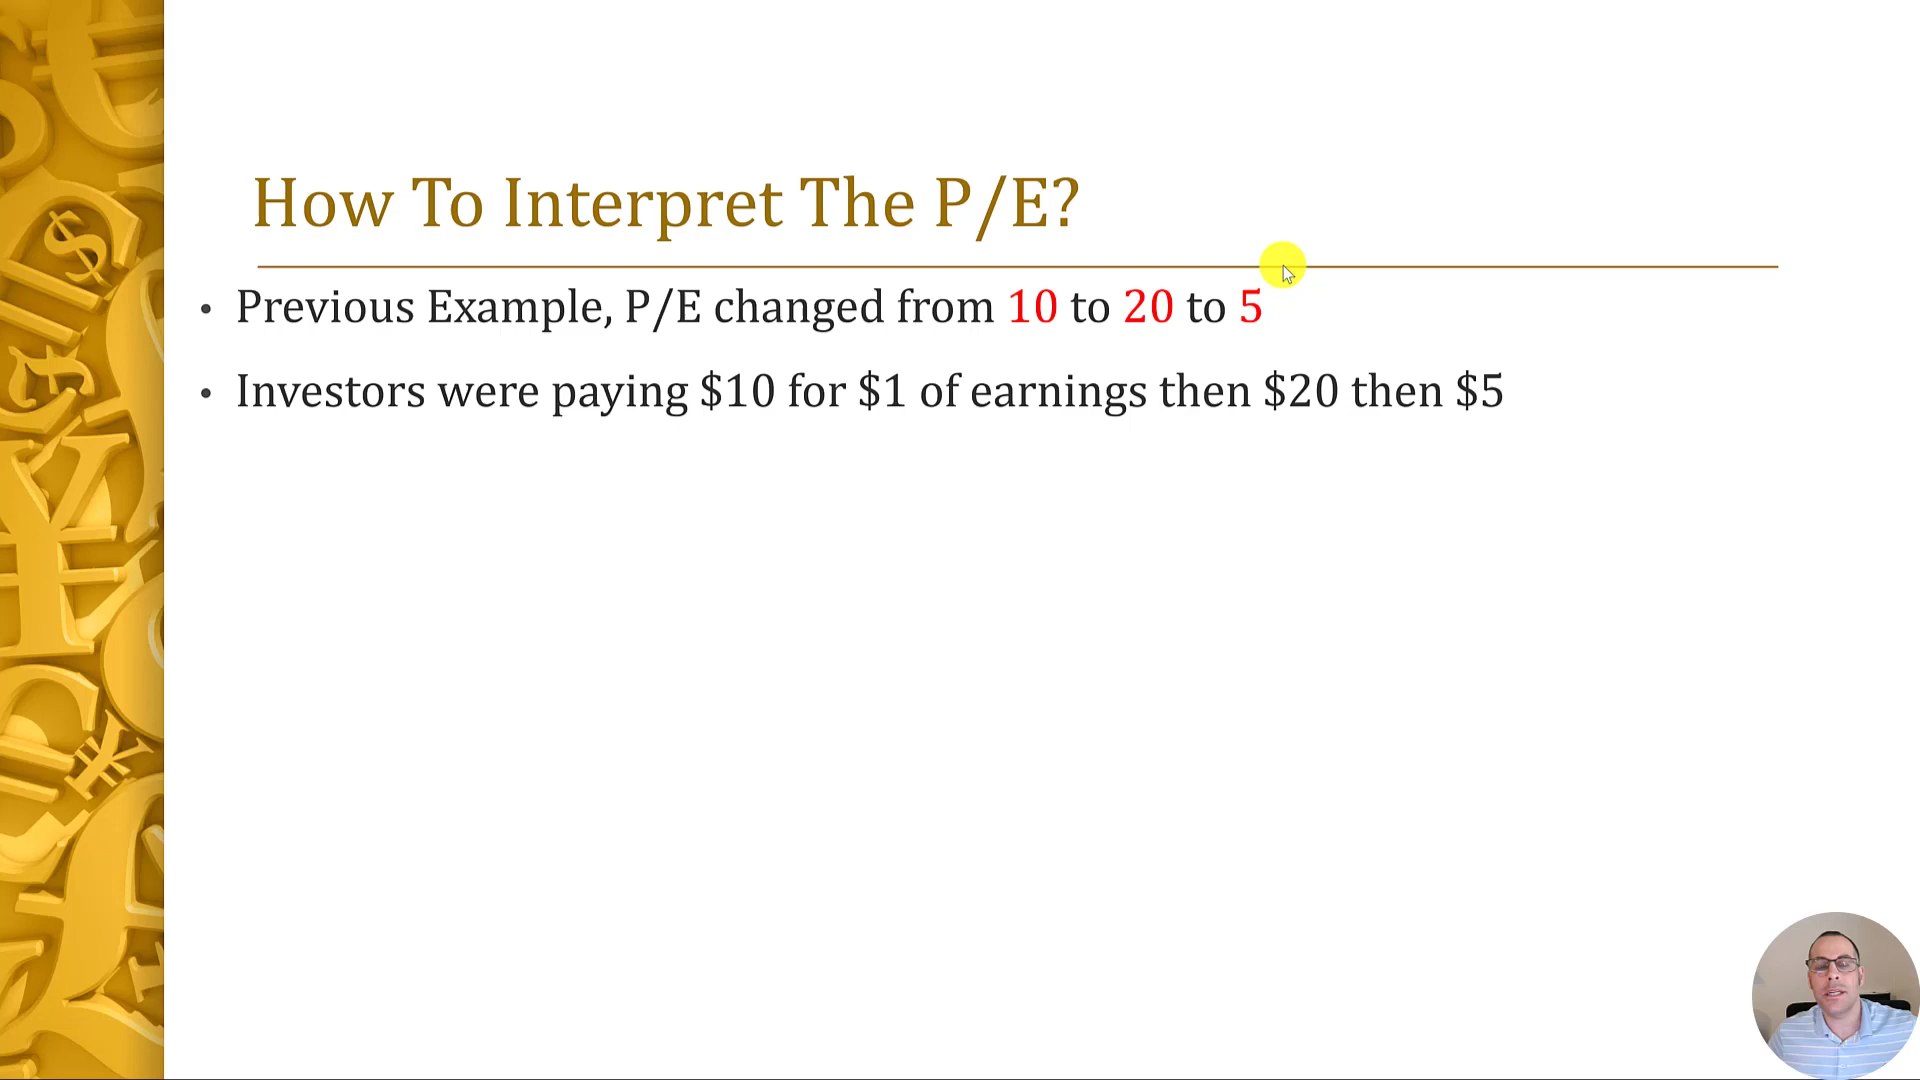 How To Interpret The P/E?
• Previous Example, P/E changed from 10 to 20 to 5
• Investors were paying $10 for $1 of earnings then $20 then $5